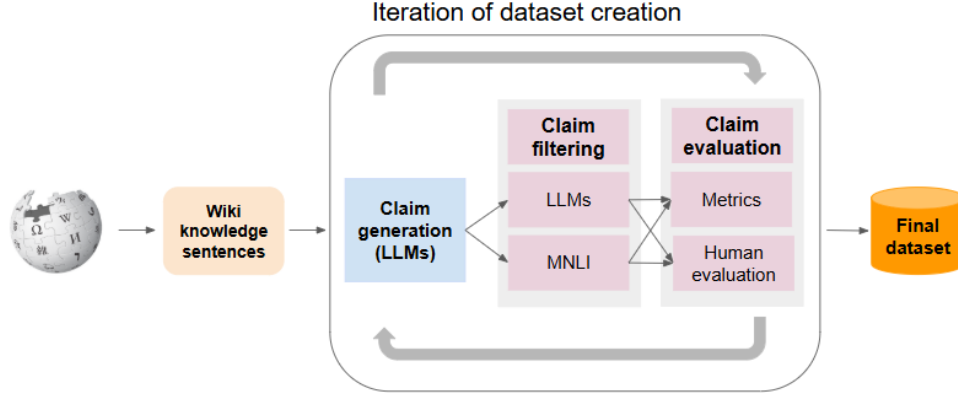 Iteration of dataset creation
Wiki
knowledge
sentences
Claim
generation
(LLMs)
Claim
filtering
LLMs
MNLI
Claim
evaluation
Metrics
Human
evaluation
Final
dataset